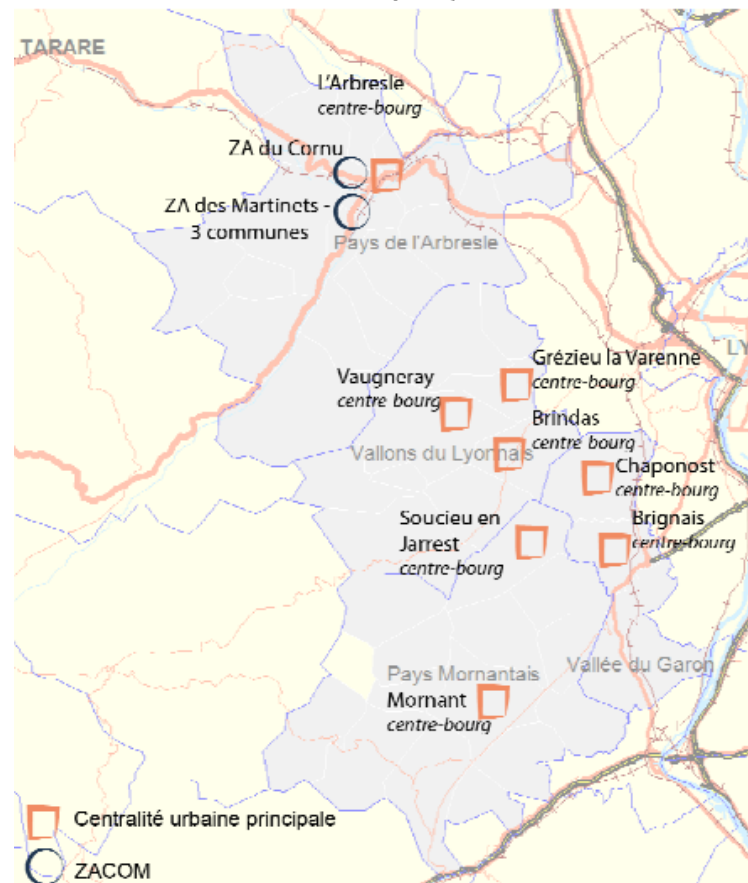 TARARE
L'Arbresle
centre-bourg
ZA du Cornu
ZA des Martinets -
3 communes
Pays de l'Arbresle
LY
Grézieu la Varenne
centre-bourg
Vaugneray
centre bourg
Brindas
centre bourg
Vallons du Lyonnais
Chaponost
centre-bourg
Soucieu en
Jarrest
centre-bourg
Brignais
centre-bourg
Vallée du Garon
Pays Mornantais
Mornant
centre-bourg
Centralité urbaine principale
ZACOM